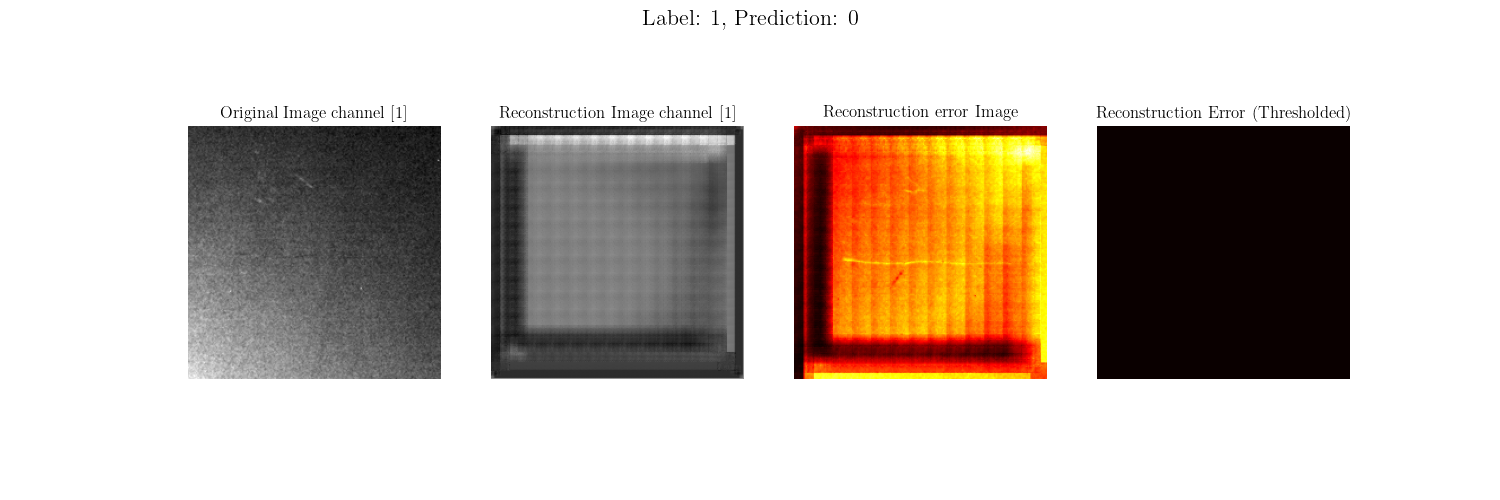 Label: 1, Prediction: 0
Original Image channel [1]
Reconstruction Image channel [1]
Reconstruction error Image
Reconstruction Error (Thresholded)